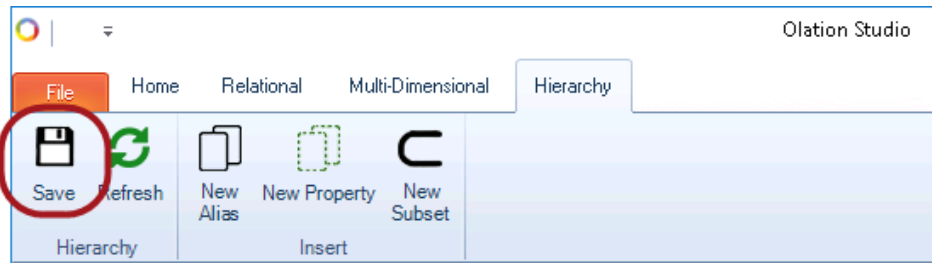 Olation Studio
File Home Relational Multi-Dimensional Hierarchy
Save Refresh New Alias New Property New Subset
Hierarchy Insert